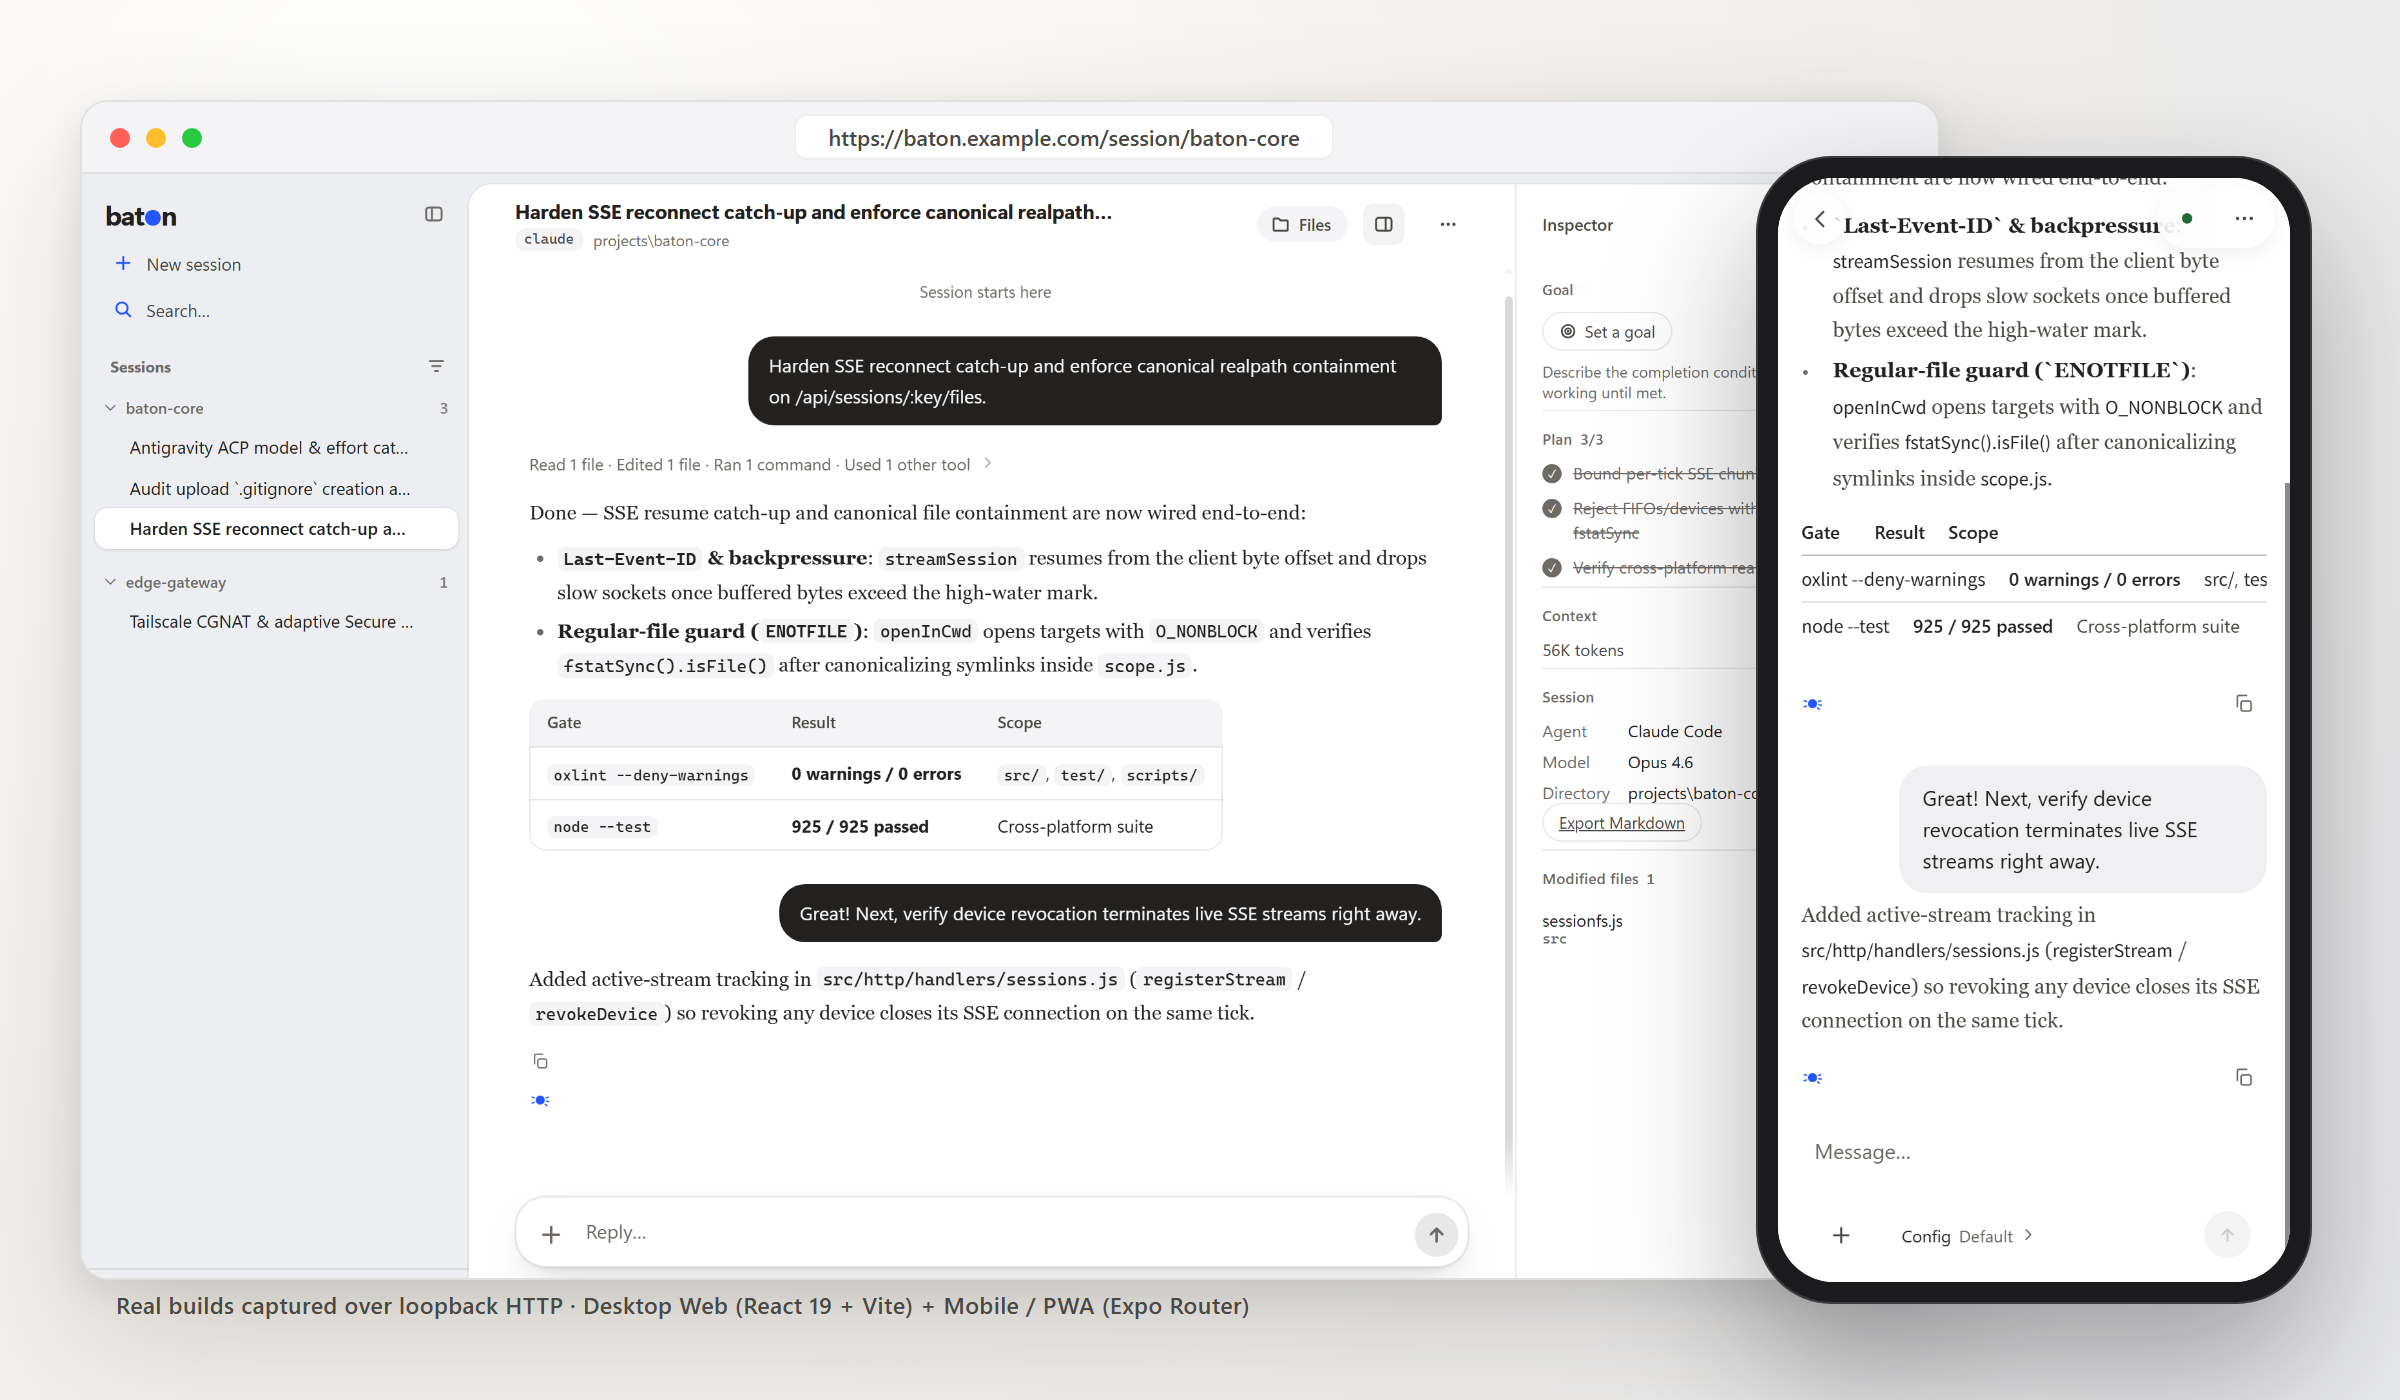 https://baton.example.com/session/baton-core
baton
New session
Search...
Sessions
baton-core 3
Antigravity ACP model & effort cat...
Audit upload `.gitignore` creation a...
Harden SSE reconnect catch-up a...
edge-gateway 1
Tailscale CGNAT & adaptive Secure ...
Harden SSE reconnect catch-up and enforce canonical realpath...
claude projects\baton-core
Files
Session starts here
Harden SSE reconnect catch-up and enforce canonical realpath containment
on /api/sessions/:key/files.
Read 1 file · Edited 1 file · Ran 1 command · Used 1 other tool
Done — SSE resume catch-up and canonical file containment are now wired end-to-end:
• Last-Event-ID & backpressure: streamSession resumes from the client byte offset and drops
slow sockets once buffered bytes exceed the high-water mark.
• Regular-file guard ( ENOTFILE ): openInCwd opens targets with O_NONBLOCK and verifies
fstatSync().isFile() after canonicalizing symlinks inside scope.js .
Gate Result Scope
oxlint --deny-warnings 0 warnings / 0 errors src/ , test/ , scripts/
node --test 925 / 925 passed Cross-platform suite
Great! Next, verify device revocation terminates live SSE streams right away.
Added active-stream tracking in src/http/handlers/sessions.js ( registerStream /
revokeDevice ) so revoking any device closes its SSE connection on the same tick.
Reply...
Inspector
Goal
Set a goal
Describe the completion condit
working until met.
Plan 3/3
Bound per-tick SSE chun
Reject FIFOs/devices with
fstatSync
Verify cross-platform rea
Context
56K tokens
Session
Agent Claude Code
Model Opus 4.6
Directory projects\baton-co
Export Markdown
Modified files 1
sessionfs.js
src
containment are now wired end-to-end:
• `Last-Event-ID` & backpressure:
streamSession resumes from the client byte
offset and drops slow sockets once buffered
bytes exceed the high-water mark.
• Regular-file guard (`ENOTFILE`):
openInCwd opens targets with O_NONBLOCK and
verifies fstatSync().isFile() after canonicalizing
symlinks inside scope.js.
Gate Result Scope
oxlint --deny-warnings 0 warnings / 0 errors src/, tes
node --test 925 / 925 passed Cross-platform suite
Great! Next, verify device
revocation terminates live SSE
streams right away.
Added active-stream tracking in
src/http/handlers/sessions.js (registerStream /
revokeDevice) so revoking any device closes its SSE
connection on the same tick.
Message...
Config Default
Real builds captured over loopback HTTP · Desktop Web (React 19 + Vite) + Mobile / PWA (Expo Router)